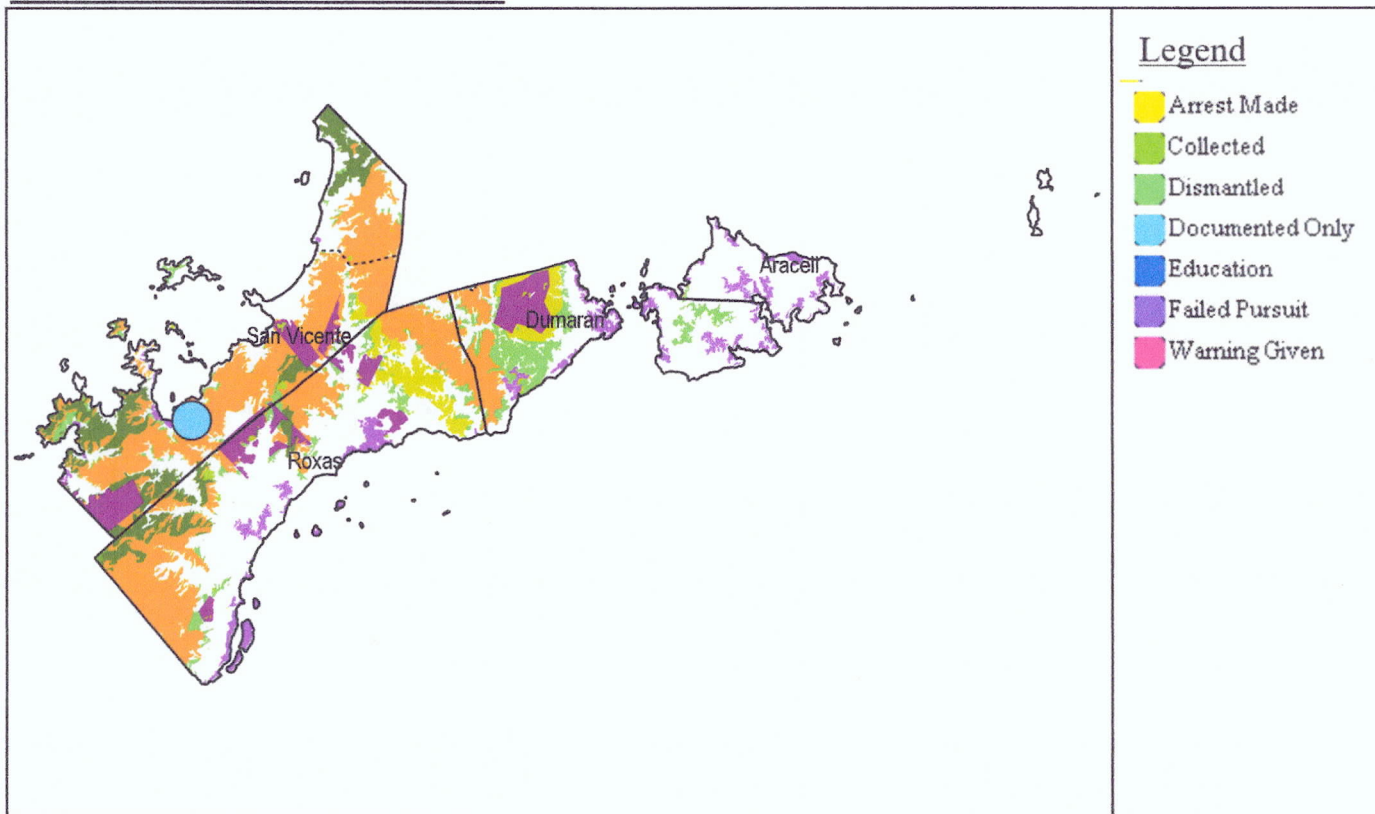 Legend
Arrest Made
Collected
Dismantled
Documented Only
Education
Failed Pursuit
Warning Given
Araceli
San Vicente
Dumaran
Roxas